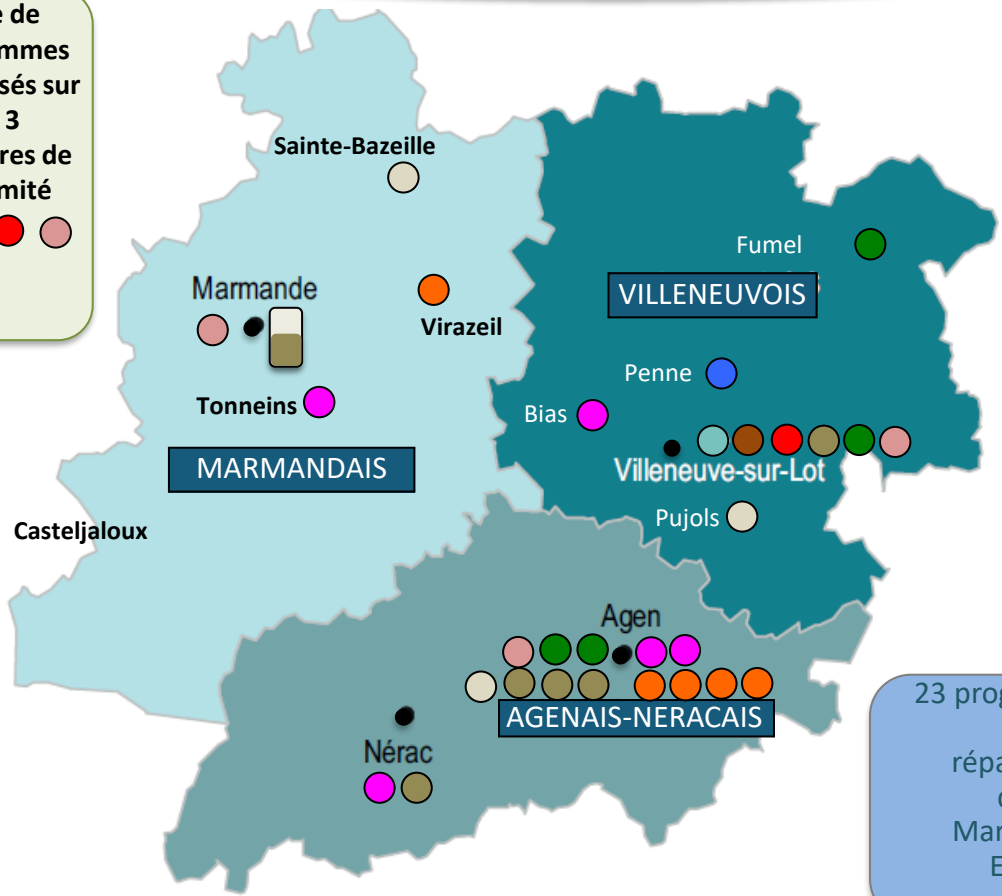 de
sés sur
3
res de
mité
Sainte-Bazeille
Fumel
VILLENEUVOIS
Marmande
Virazeil
Penne
Tonneins
Bias
MARMANDAIS
Villeneuve-sur-Lot
Casteljaloux
Pujols
Agen
AGENAIS-NERACAIS
Nérac
23 prog
répa
Mar
E